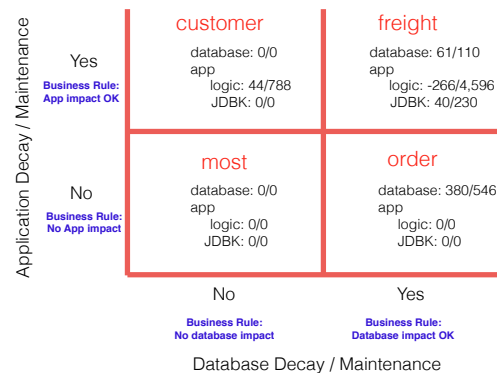 customer
database: 0/0
app
logic: 44/788
JDBK: 0/0
freight
database: 61/110
app
logic: -266/4,596
JDBK: 40/230
Application Decay / Maintenance
Yes
Business Rule:
App impact OK
No
Business Rule:
No App impact
most
database: 0/0
app
logic: 0/0
JDBK: 0/0
order
database: 380/546
app
logic: 0/0
JDBK: 0/0
No
Business Rule:
No database impact
Yes
Business Rule:
Database impact OK
Database Decay / Maintenance